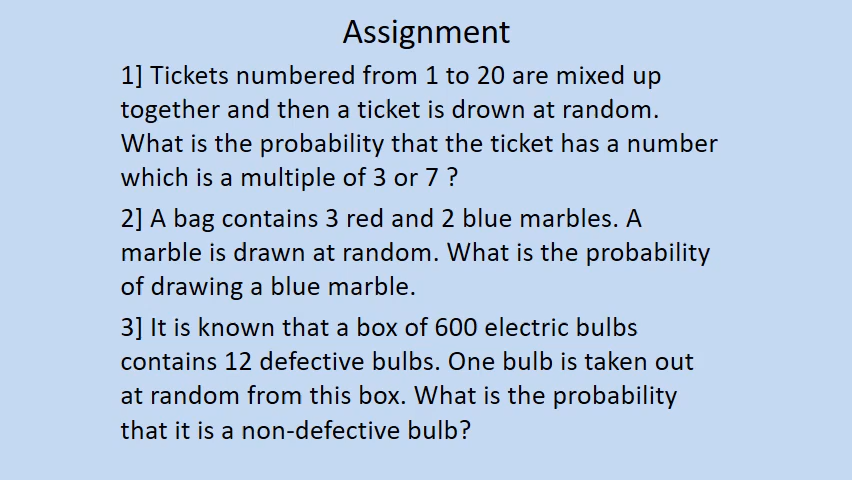 Assignment
1] Tickets numbered from 1 to 20 are mixed up
together and then a ticket is drown at random.
What is the probability that the ticket has a number
which is a multiple of 3 or 7 ?
2] A bag contains 3 red and 2 blue marbles. A
marble is drawn at random. What is the probability
of drawing a blue marble.
3] It is known that a box of 600 electric bulbs
contains 12 defective bulbs. One bulb is taken out
at random from this box. What is the probability
that it is a non-defective bulb?